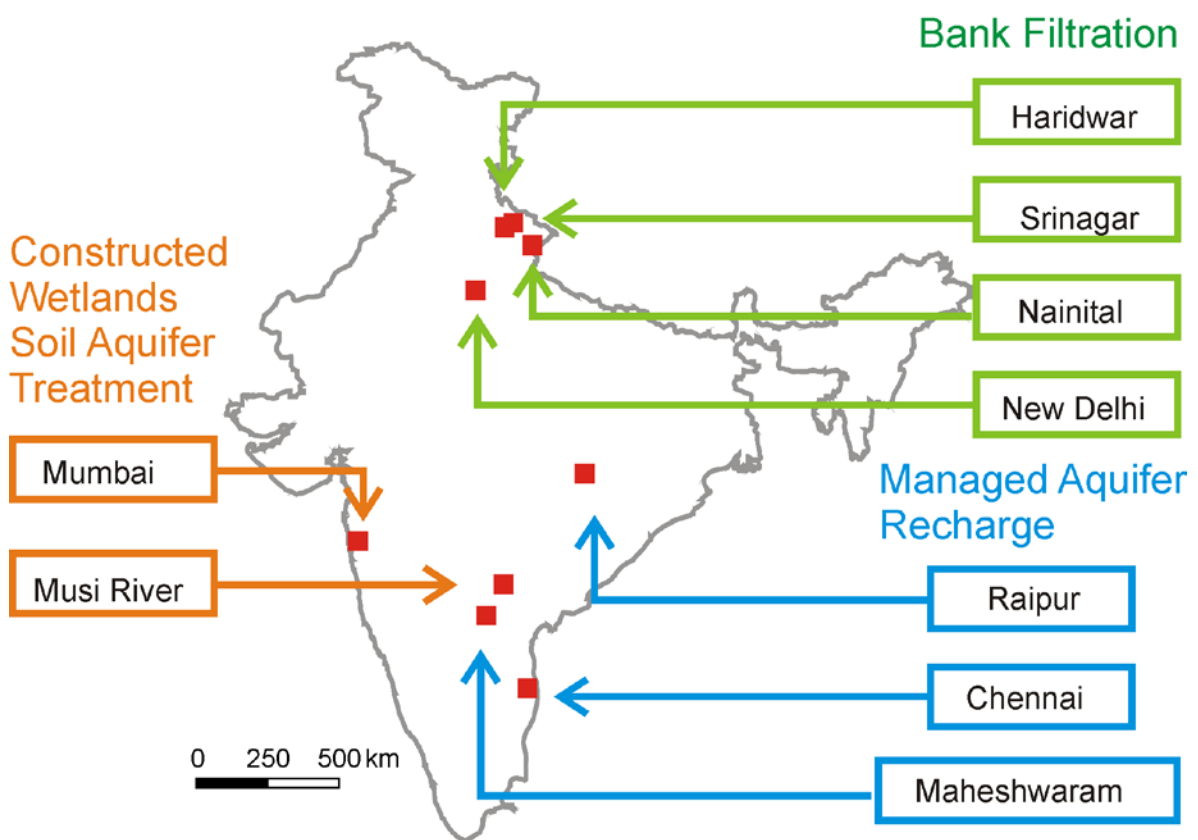 Bank Filtration
Haridwar
Srinagar
Nainital
New Delhi
Constructed
Wetlands
Soil Aquifer
Treatment
Mumbai
Musi River
Managed Aquifer
Recharge
Raipur
Chennai
Maheshwaram
0 250 500 km